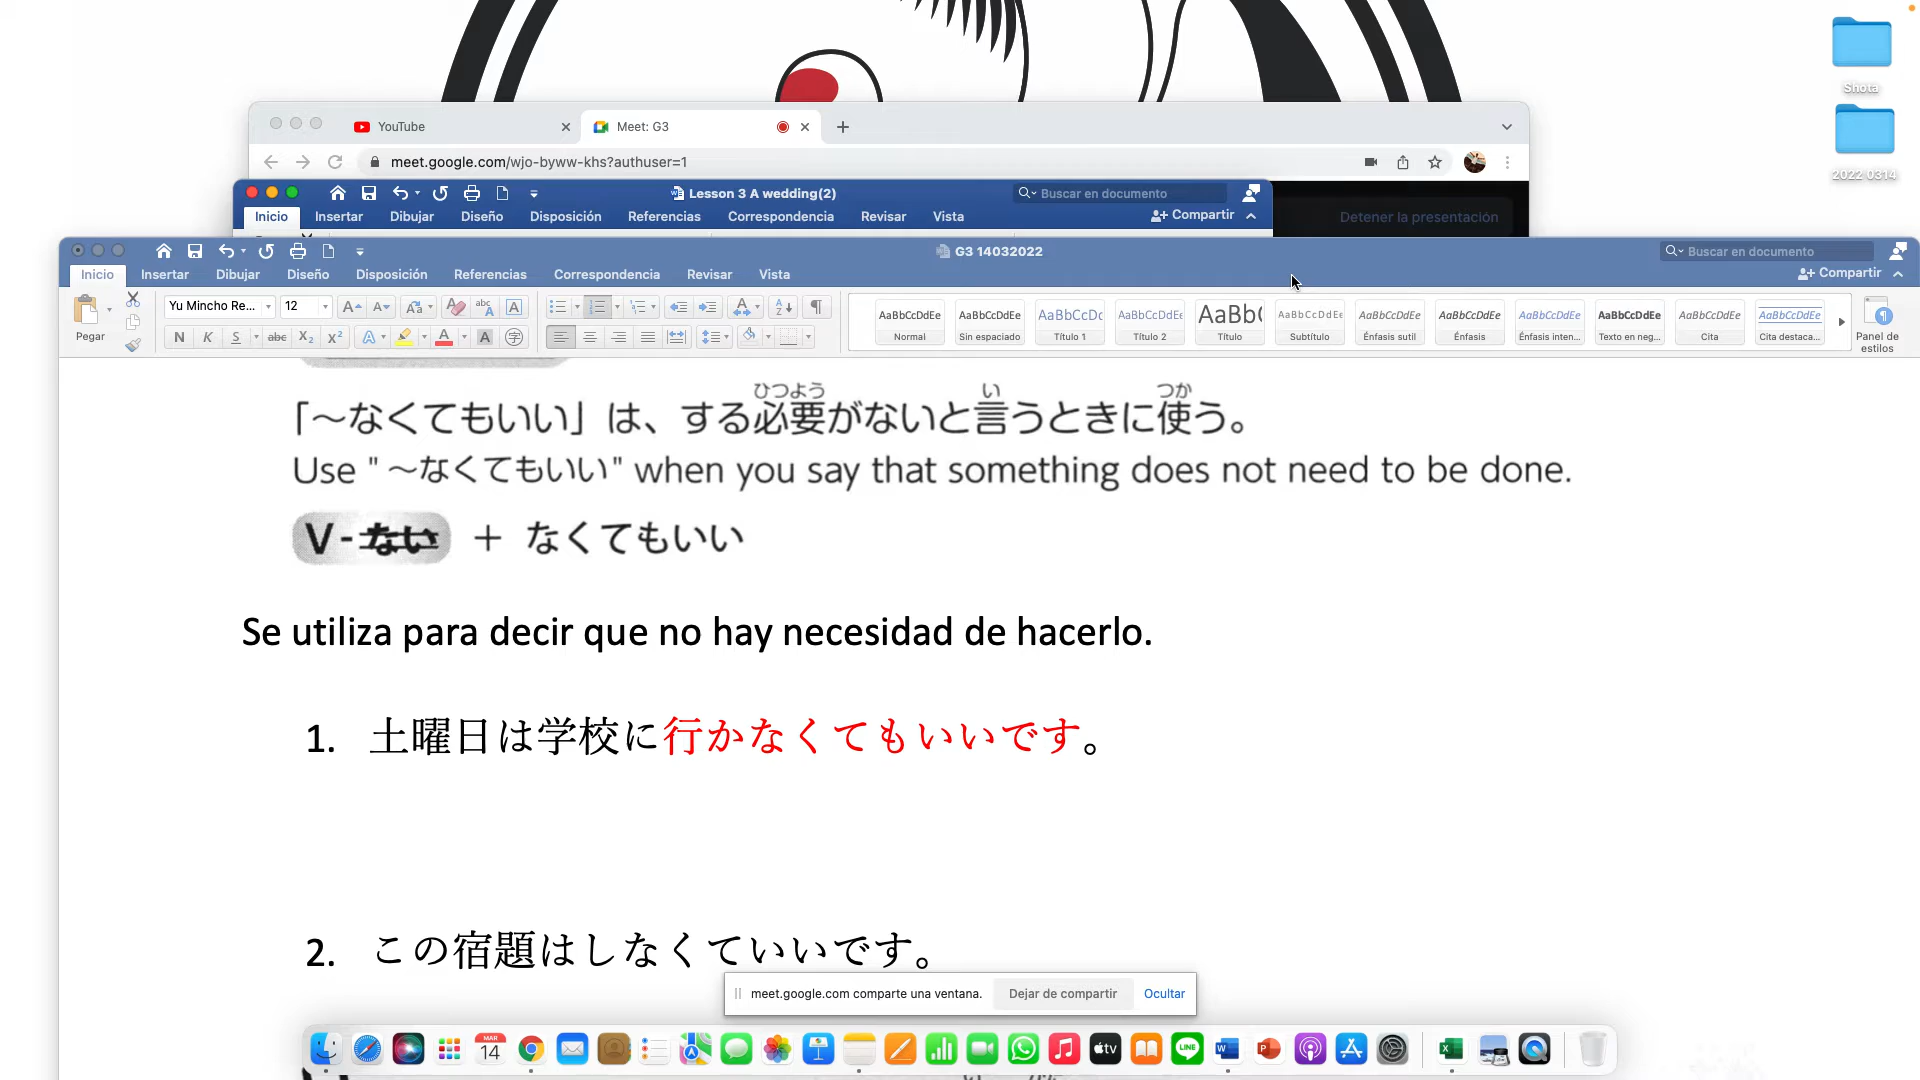 Shota
2022 0314
YouTube
Meet: G3
meet.google.com/wjo-byww-khs?authuser=1
Lesson 3 A wedding(2)
Buscar en documento
Inicio Insertar Dibujar Diseño Disposición Referencias Correspondencia Revisar Vista
Compartir
Detener la presentación
G3 14032022
Buscar en documento
Inicio Insertar Dibujar Diseño Disposición Referencias Correspondencia Revisar Vista
Compartir
Pegar
Yu Mincho Re... 12
N K S abc X₂ X²
AaBbCcDdEe AaBbCcDdEe AaBbCcDc AaBbCcDdEe AaBb( AaBbCcDdEe AaBbCcDdEe AaBbCcDdEe AaBbCcDdEe AaBbCcDdEe AaBbCcDdEe AaBbCcDdEe
Normal Sin espaciado Título 1 Título 2 Título Subtítulo Énfasis sutil Énfasis Énfasis inten... Texto en neg... Cita Cita destaca...
Panel de estilos
ひつよう い つか
「～なくてもいい」は、する必要がないと言うときに使う。
Use "～なくてもいい" when you say that something does not need to be done.
V-ない + なくてもいい
Se utiliza para decir que no hay necesidad de hacerlo.
1. 土曜日は学校に行かなくてもいいです。
2. この宿題はしなくていいです。
meet.google.com comparte una ventana. Dejar de compartir Ocultar
MAR
14
tv
LINE